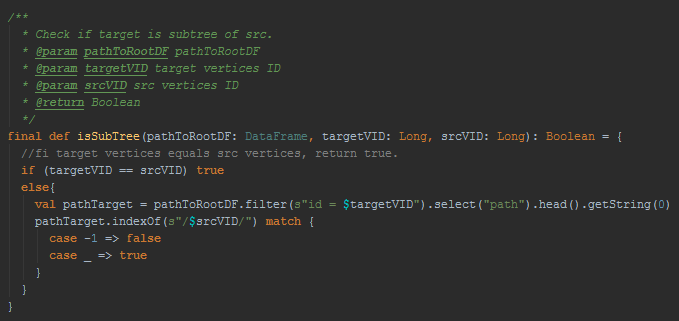 /**
* Check if target is subtree of src.
* @param pathToRootDF pathToRootDF
* @param targetVID target vertices ID
* @param srcVID src vertices ID
* @return Boolean
*/
final def isSubTree(pathToRootDF: DataFrame, targetVID: Long, srcVID: Long): Boolean = {
//fi target vertices equals src vertices, return true.
if (targetVID == srcVID) true
else{
val pathTarget = pathToRootDF.filter(s"id = $targetVID").select("path").head().getString(0)
pathTarget.indexOf(s"/$srcVID/") match {
case -1 => false
case _ => true
}
}
}